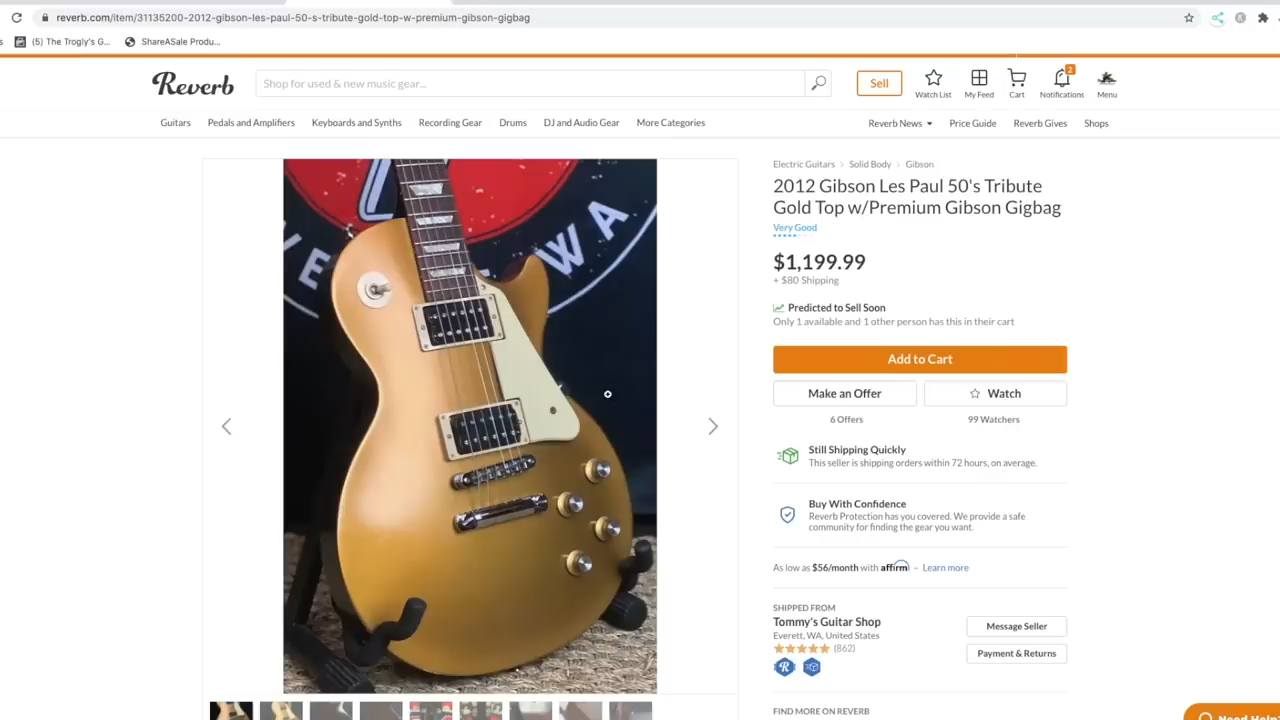 reverb.com/item/31135200-2012-gibson-les-paul-50-s-tribute-gold-top-w-premium-gibson-gigbag
(5) The Trogly's G...
ShareASale Produ...
Reverb
Shop for used & new music gear...
Sell
Watch List
My Feed
Cart
2
Notifications
Menu
Guitars
Pedals and Amplifiers
Keyboards and Synths
Recording Gear
Drums
DJ and Audio Gear
More Categories
Reverb News
Price Guide
Reverb Gives
Shops
Electric Guitars > Solid Body > Gibson
2012 Gibson Les Paul 50's Tribute
Gold Top w/Premium Gibson Gigbag
Very Good
$1,199.99
+ $80 Shipping
Predicted to Sell Soon
Only 1 available and 1 other person has this in their cart
Add to Cart
Make an Offer
Watch
6 Offers
99 Watchers
Still Shipping Quickly
This seller is shipping orders within 72 hours, on average.
Buy With Confidence
Reverb Protection has you covered. We provide a safe
community for finding the gear you want.
As low as $56/month with affirm - Learn more
SHIPPED FROM
Tommy's Guitar Shop
Everett, WA, United States
(862)
Message Seller
Payment & Returns
FIND MORE ON REVERB
Need Help?